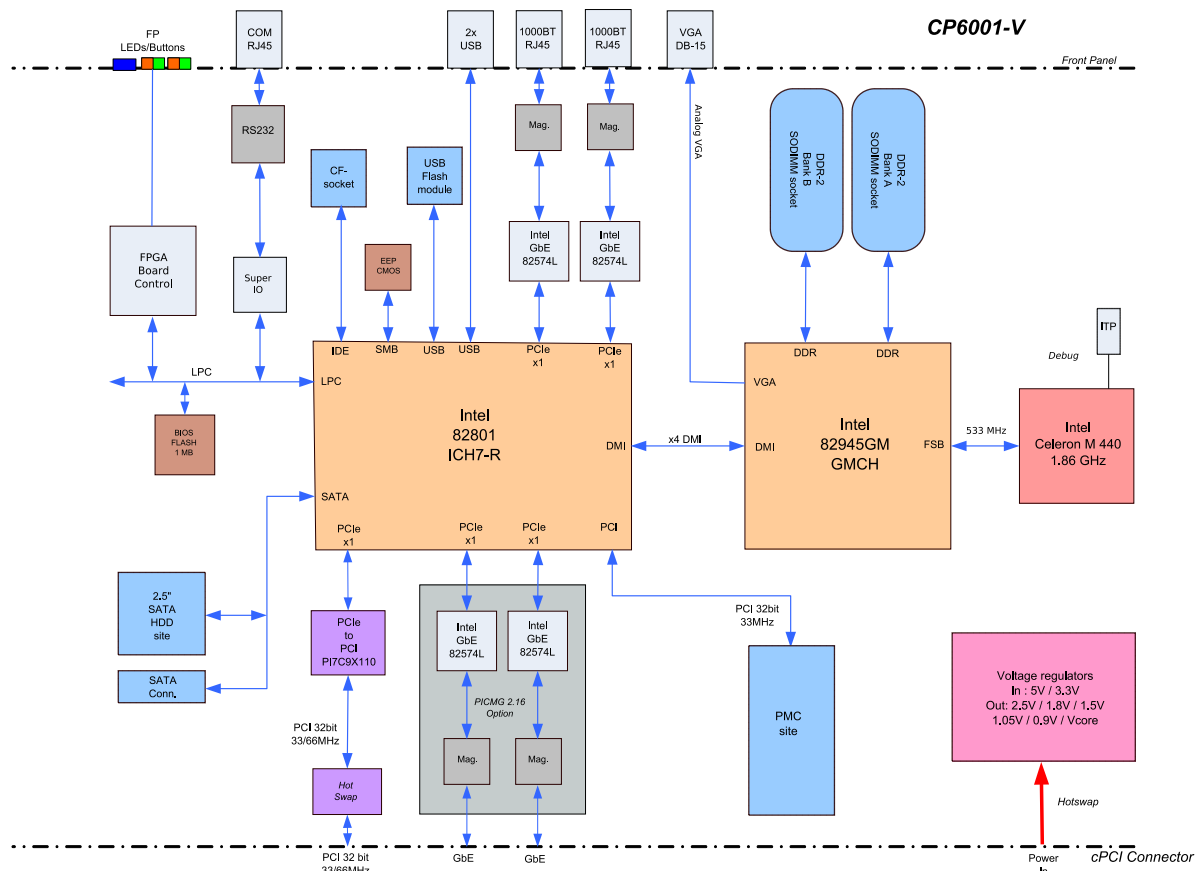 CP6001-V
FP
LEDs/Buttons
COM
RJ45
2x
USB
1000BT
RJ45
1000BT
RJ45
VGA
DB-15
Front Panel
RS232
Mag.
Mag.
Analog VGA
DDR-2
Bank B
SODIMM socket
DDR-2
Bank A
SODIMM socket
CF-
socket
USB
Flash
module
FPGA
Board
Control
Super
IO
EEP
CMOS
Intel
GbE
82574L
Intel
GbE
82574L
ITP
Debug
LPC
IDE
SMB
USB
USB
PCIe
x1
PCIe
x1
DDR
DDR
LPC
VGA
BIOS
FLASH
1 MB
Intel
82801
ICH7-R
DMI
x4 DMI
DMI
Intel
82945GM
GMCH
FSB
533 MHz
Intel
Celeron M 440
1.86 GHz
SATA
PCIe
x1
PCIe
x1
PCIe
x1
PCI
2.5"
SATA
HDD
site
SATA
Conn.
PCIe
to
PCI
PI7C9X110
Intel
GbE
82574L
Intel
GbE
82574L
PCI 32bit
33MHz
PICMG 2.16
Option
PCI 32bit
33/66MHz
Hot
Swap
Mag.
Mag.
PMC
site
Voltage regulators
In : 5V / 3.3V
Out: 2.5V / 1.8V / 1.5V
1.05V / 0.9V / Vcore
Hotswap
PCI 32 bit
33/66MHz
GbE
GbE
Power
In
cPCI Connector